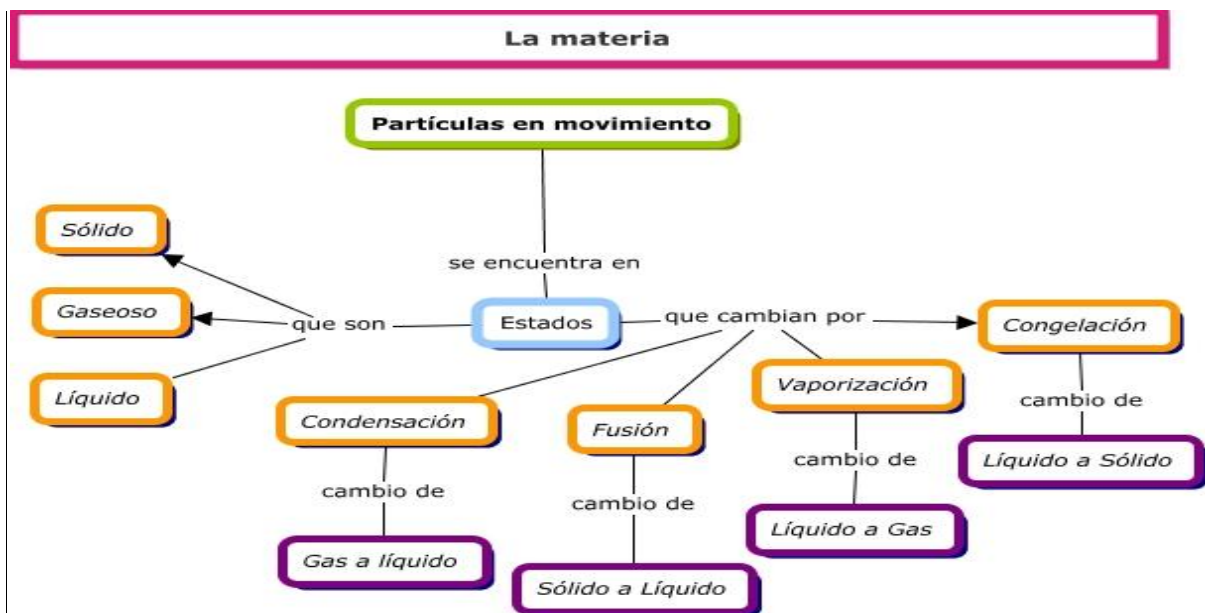 La materia
Partículas en movimiento
se encuentra en
Estados
que son
Sólido
Gaseoso
Líquido
que cambian por
Condensación
cambio de
Gas a líquido
Fusión
cambio de
Sólido a Líquido
Vaporización
cambio de
Líquido a Gas
Congelación
cambio de
Líquido a Sólido